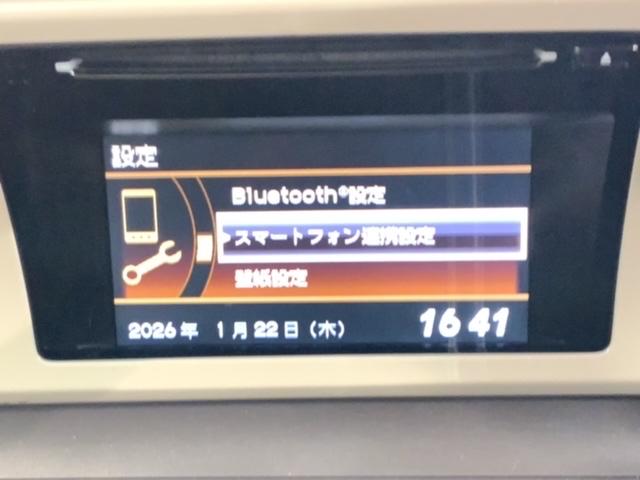 設定
Bluetooth®設定
スマートフォン連携設定
壁紙設定
2026年 1月22日(木) 16 41